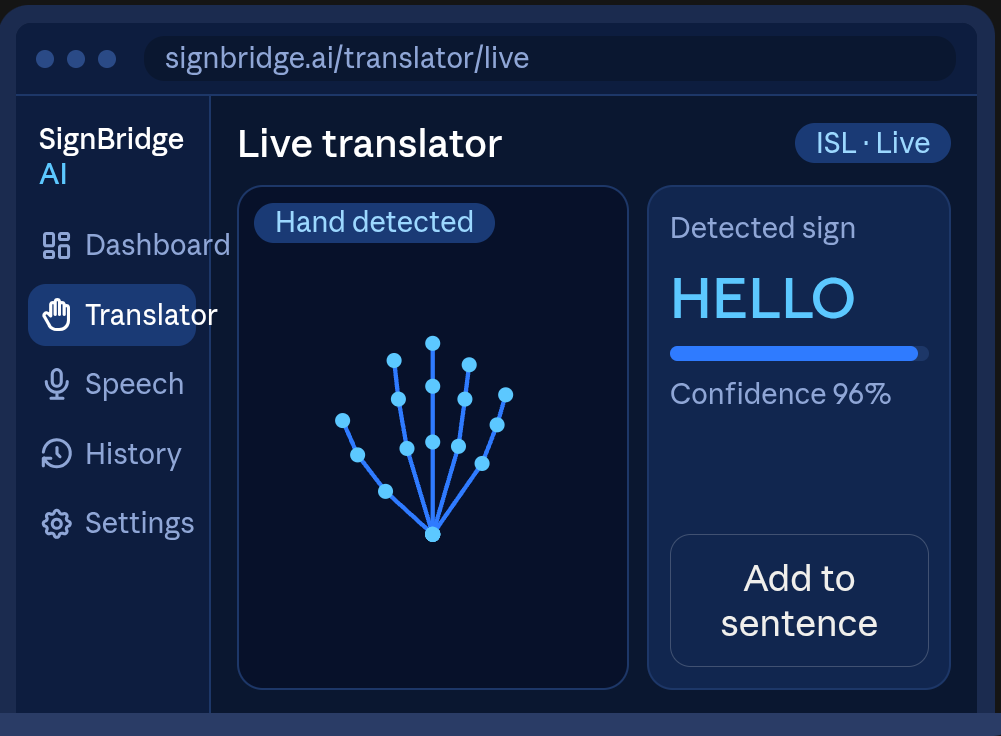 signbridge.ai/translator/live
SignBridge
AI
Dashboard
Translator
Speech
History
Settings
Live translator
ISL · Live
Hand detected
Detected sign
HELLO
Confidence 96%
Add to
sentence